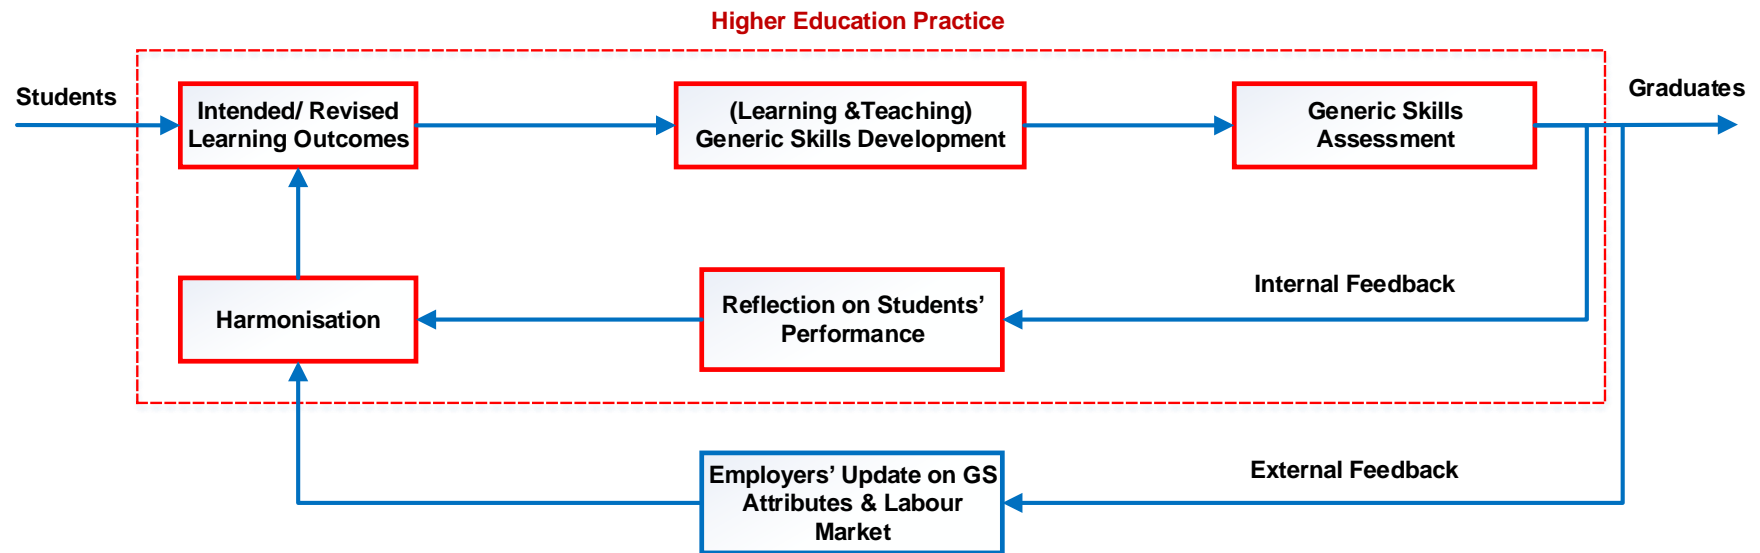 Higher Education Practice
Students
Intended/ Revised
Learning Outcomes
(Learning &Teaching)
Generic Skills Development
Generic Skills
Assessment
Graduates
Harmonisation
Reflection on Students’
Performance
Internal Feedback
Employers’ Update on GS
Attributes & Labour
Market
External Feedback